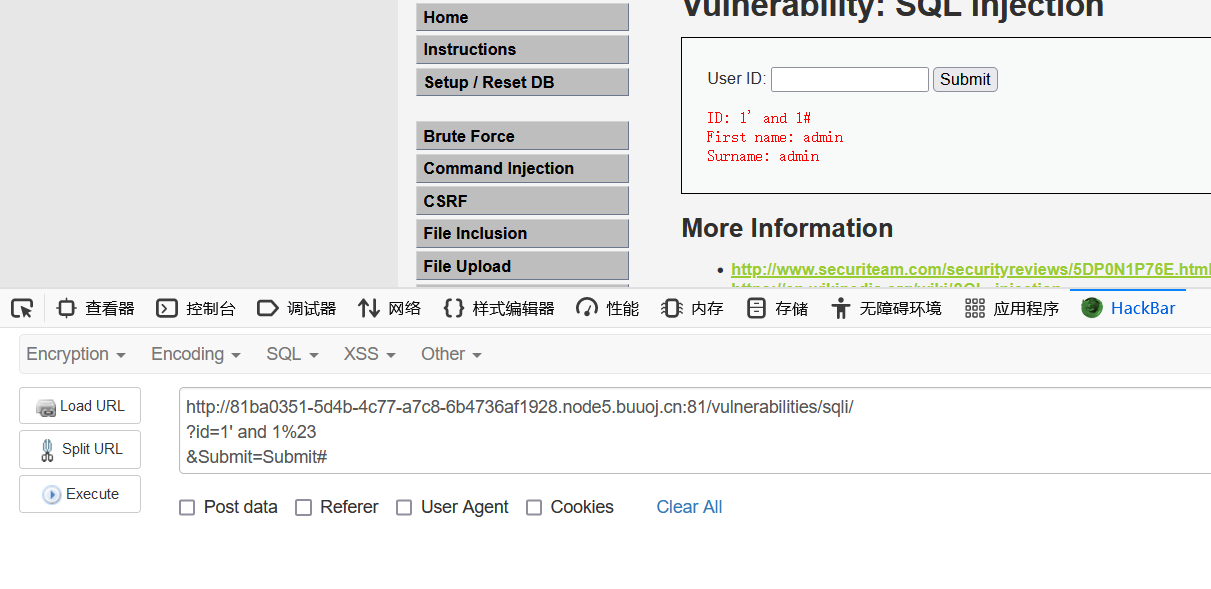 Vulnerability: SQL Injection
Home
Instructions
Setup / Reset DB
Brute Force
Command Injection
CSRF
File Inclusion
File Upload
User ID:
Submit
ID: 1' and 1#
First name: admin
Surname: admin
More Information
http://www.securiteam.com/securityreviews/5DP0N1P76E.html
查看器 控制台 调试器 网络 {} 样式编辑器 性能 内存 存储 无障碍环境 应用程序 HackBar
Encryption Encoding SQL XSS Other
Load URL
Split URL
Execute
http://81ba0351-5d4b-4c77-a7c8-6b4736af1928.node5.buuoj.cn:81/vulnerabilities/sqli/
?id=1' and 1%23
&Submit=Submit#
Post data Referer User Agent Cookies Clear All